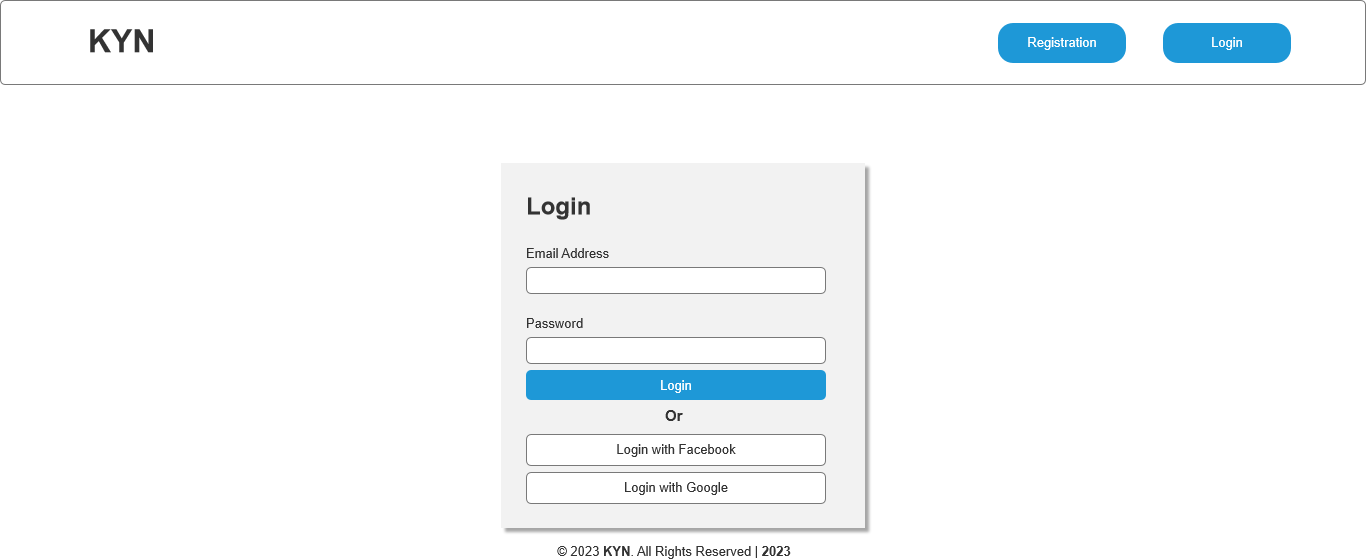 KYN
Registration
Login
Login
Email Address
Password
Login
Or
Login with Facebook
Login with Google
© 2023 KYN. All Rights Reserved | 2023